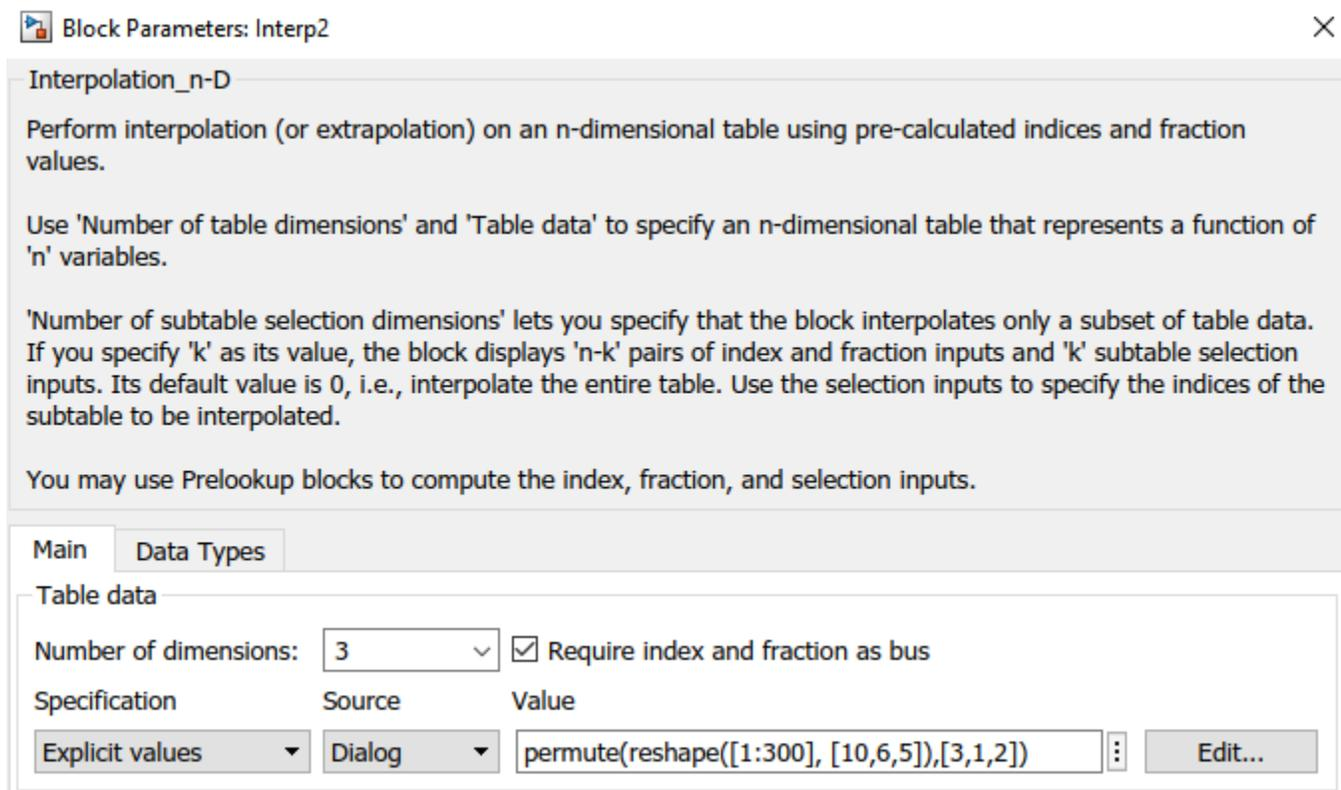 Block Parameters: Interp2
Interpolation_n-D
Perform interpolation (or extrapolation) on an n-dimensional table using pre-calculated indices and fraction
values.
Use 'Number of table dimensions' and 'Table data' to specify an n-dimensional table that represents a function of
'n' variables.
'Number of subtable selection dimensions' lets you specify that the block interpolates only a subset of table data.
If you specify 'k' as its value, the block displays 'n-k' pairs of index and fraction inputs and 'k' subtable selection
inputs. Its default value is 0, i.e., interpolate the entire table. Use the selection inputs to specify the indices of the
subtable to be interpolated.
You may use Prelookup blocks to compute the index, fraction, and selection inputs.
Main Data Types
Table data
Number of dimensions: 3 Require index and fraction as bus
Specification Source Value
Explicit values Dialog permute(reshape([1:300], [10,6,5]),[3,1,2]) Edit...